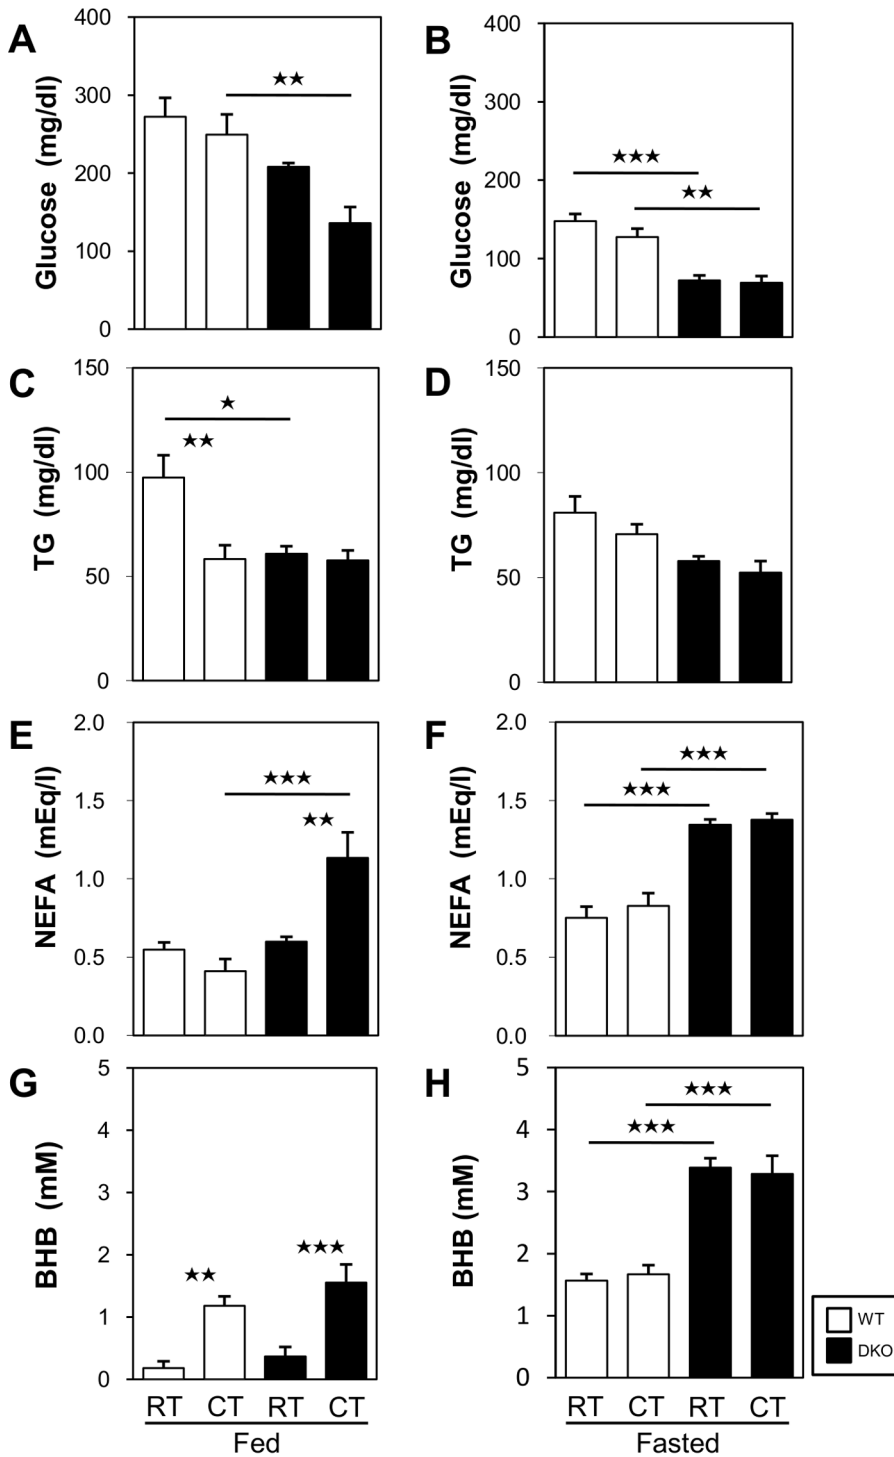 A
Glucose (mg/dl)
400
300
200
100
0
★★
B
Glucose (mg/dl)
400
300
200
100
0
★★★
★★
C
TG (mg/dl)
150
100
50
0
★
★★
D
TG (mg/dl)
150
100
50
0
E
NEFA (mEq/l)
2.0
1.5
1.0
0.5
0.0
★★★
★★
F
NEFA (mEq/l)
2.0
1.5
1.0
0.5
0.0
★★★
★★★
G
BHB (mM)
5
4
3
2
1
0
★★
★★★
RT CT RT CT
Fed
H
BHB (mM)
5
4
3
2
1
0
★★★
★★★
RT CT RT CT
Fasted
WT
DKO